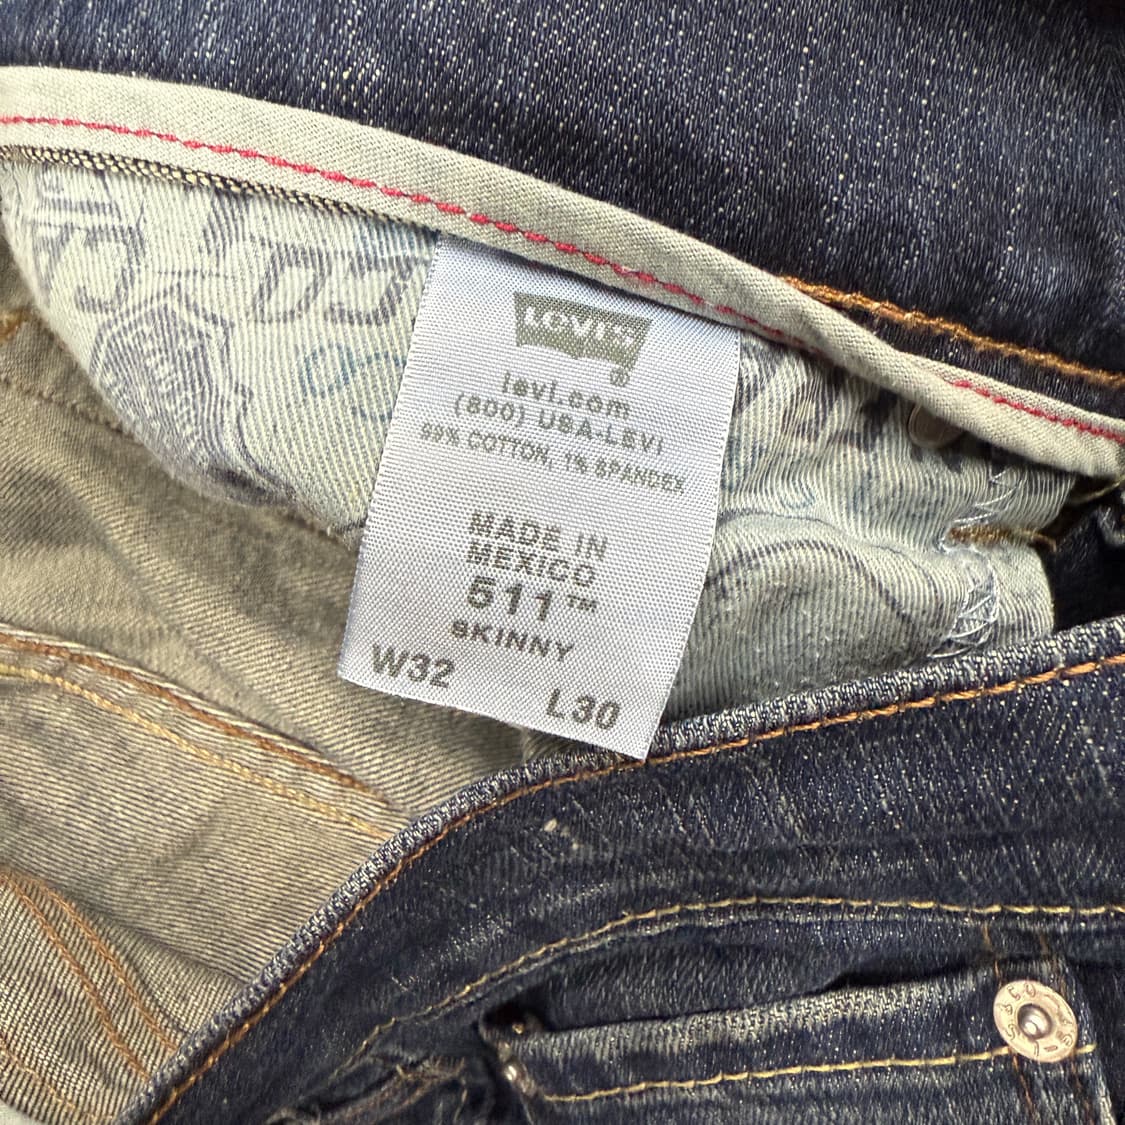 LEVI'S
®
levi.com
(800) USA-LEVI
99% COTTON, 1% SPANDEX
MADE IN
MEXICO
511™
SKINNY
W32
L30